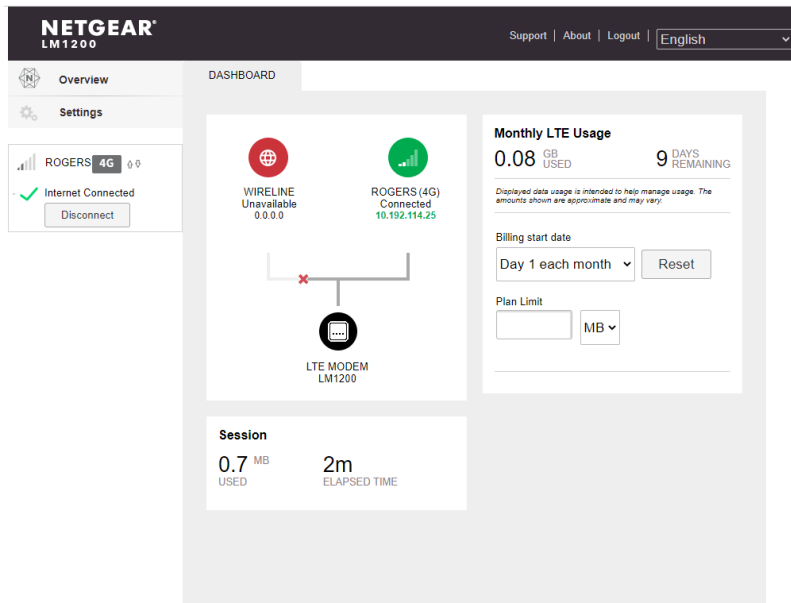 NETGEAR®
LM1200
Support | About | Logout | English
N
Overview
Settings
ROGERS 4G
Internet Connected
Disconnect
DASHBOARD
WIRELINE
Unavailable
0.0.0.0
ROGERS (4G)
Connected
10.192.114.25
LTE MODEM
LM1200
Monthly LTE Usage
0.08 GB USED
9 DAYS REMAINING
Displayed data usage is intended to help manage usage. The
amounts shown are approximate and may vary.
Billing start date
Day 1 each month
Reset
Plan Limit
MB
Session
0.7 MB
USED
2m
ELAPSED TIME